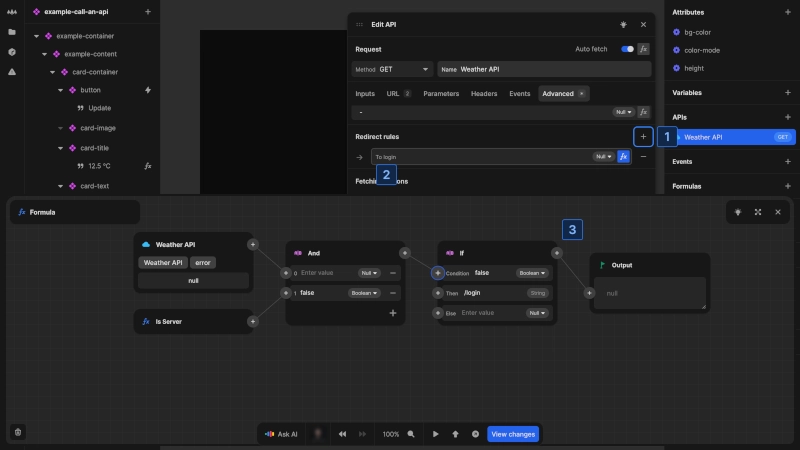 example-call-an-api
example-container
example-content
card-container
button
Update
card-image
card-title
12.5 °C
card-text
Edit API
Request
Auto fetch
Method GET
Name Weather API
Inputs
URL 2
Parameters
Headers
Events
Advanced
-
Null
Redirect rules
1
To login
Null
2
Attributes
bg-color
color-mode
height
Variables
APIs
Weather API GET
Events
Formulas
Formula
Weather API
Weather API error
null
Is Server
And
0 Enter value Null
1 false Boolean
If
Condition false Boolean
Then /login String
Else Enter value Null
3
Output
null
Ask AI
100%
View changes